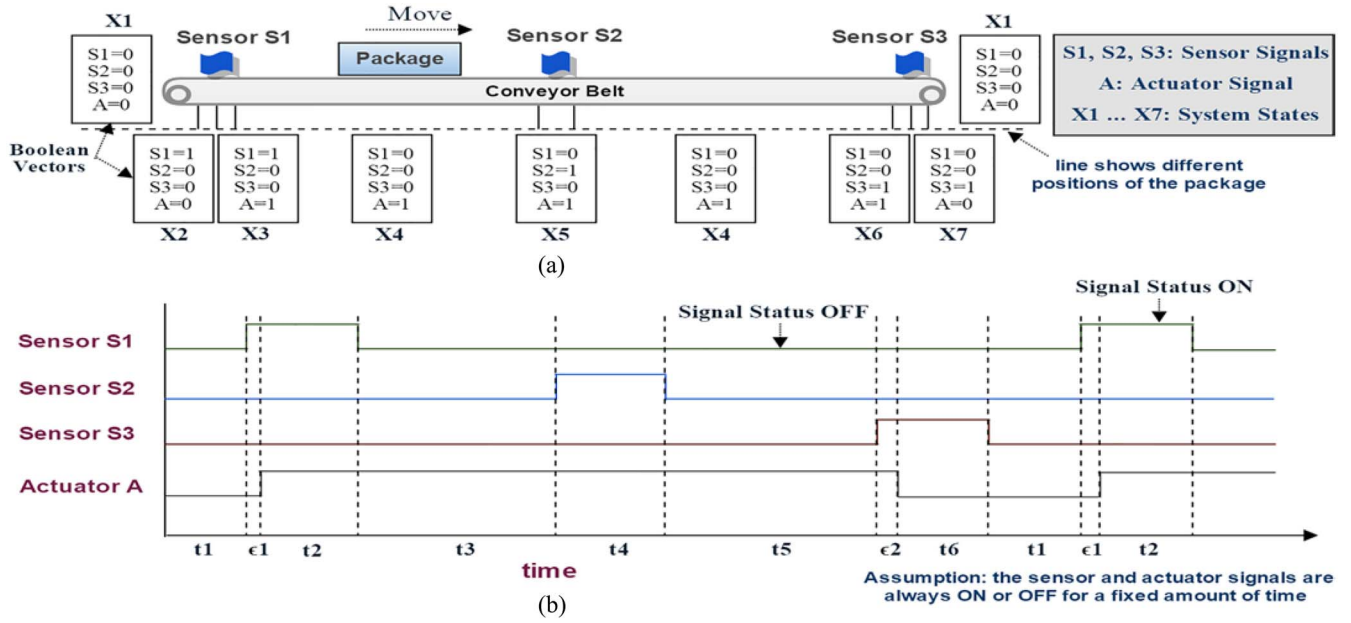 X1
Move
X1
S1=0
S2=0
S3=0
A=0
Sensor S1
Package
Sensor S2
Sensor S3
S1=0
S2=0
S3=0
A=0
S1, S2, S3: Sensor Signals
A: Actuator Signal
X1 ... X7: System States
Conveyor Belt
Boolean
Vectors
line shows different
positions of the package
S1=1
S2=0
S3=0
A=0
X2
S1=1
S2=0
S3=0
A=1
X3
S1=0
S2=0
S3=0
A=1
X4
S1=0
S2=1
S3=0
A=1
X5
S1=0
S2=0
S3=0
A=1
X4
S1=0
S2=0
S3=1
A=1
X6
S1=0
S2=0
S3=1
A=0
X7
(a)
Signal Status OFF
Signal Status ON
Sensor S1
Sensor S2
Sensor S3
Actuator A
t1 ϵ1 t2 t3 t4 t5 ϵ2 t6 t1 ϵ1 t2
time
Assumption: the sensor and actuator signals are
always ON or OFF for a fixed amount of time
(b)